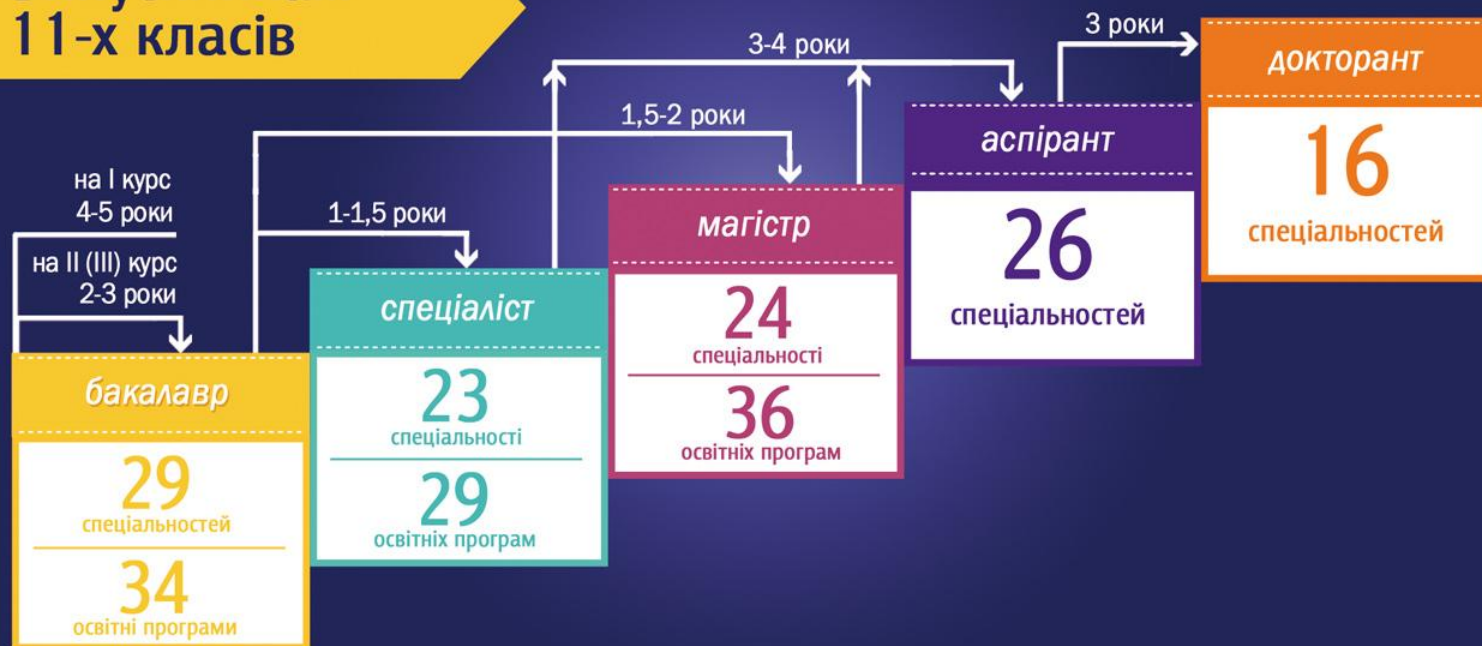 11-х класів
на І курс
4-5 роки
на ІІ (ІІІ) курс
2-3 роки
бакалавр
29
спеціальностей
34
освітні програми
1-1,5 роки
спеціаліст
23
спеціальності
29
освітніх програм
1,5-2 роки
магістр
24
спеціальності
36
освітніх програм
3-4 роки
аспірант
26
спеціальностей
3 роки
докторант
16
спеціальностей